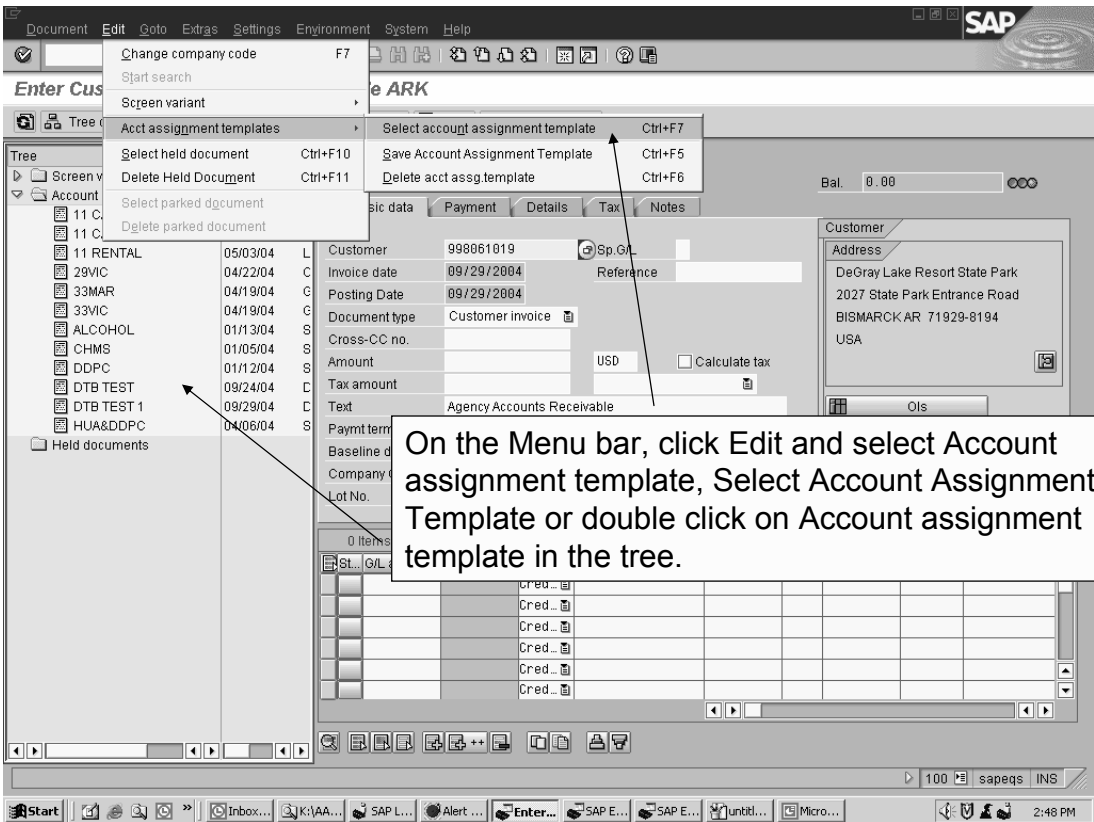 Document Edit Goto Extras Settings Environment System Help
SAP
Enter Cus
e ARK
Tree
Change company code F7
Start search
Screen variant
Acct assignment templates
Select held document Ctrl+F10
Delete Held Document Ctrl+F11
Select parked document
Delete parked document
Select account assignment template Ctrl+F7
Save Account Assignment Template Ctrl+F5
Delete acct assg.template Ctrl+F6
Tree
Screen v
Account
11 C
11 C
11 RENTAL 05/03/04 L
29VIC 04/22/04 C
33MAR 04/19/04 G
33VIC 04/19/04 G
ALCOHOL 01/13/04 S
CHMS 01/05/04 S
DDPC 01/12/04 S
DTB TEST 09/24/04 D
DTB TEST 1 09/29/04 D
HUA&DDPC 04/06/04 S
Held documents
Bal. 0.00
sic data Payment Details Tax Notes
Customer 998061019 Sp.G/L
Invoice date 09/29/2004 Reference
Posting Date 09/29/2004
Document type Customer invoice
Cross-CC no.
Amount USD Calculate tax
Tax amount
Text Agency Accounts Receivable
Paymt term
Baseline d
Company
Lot No.
Customer
Address
DeGray Lake Resort State Park
2027 State Park Entrance Road
BISMARCK AR 71929-8194
USA
OIs
On the Menu bar, click Edit and select Account
assignment template, Select Account Assignment
Template or double click on Account assignment
template in the tree.
0 Items
St... G/L a
Cred...
Cred...
Cred...
Cred...
Cred...
Cred...
100 sapeqs INS
Start Inbox... K:\AA... SAP L... Alert ... Enter... SAP E... SAP E... untitl... Micro... 2:48 PM